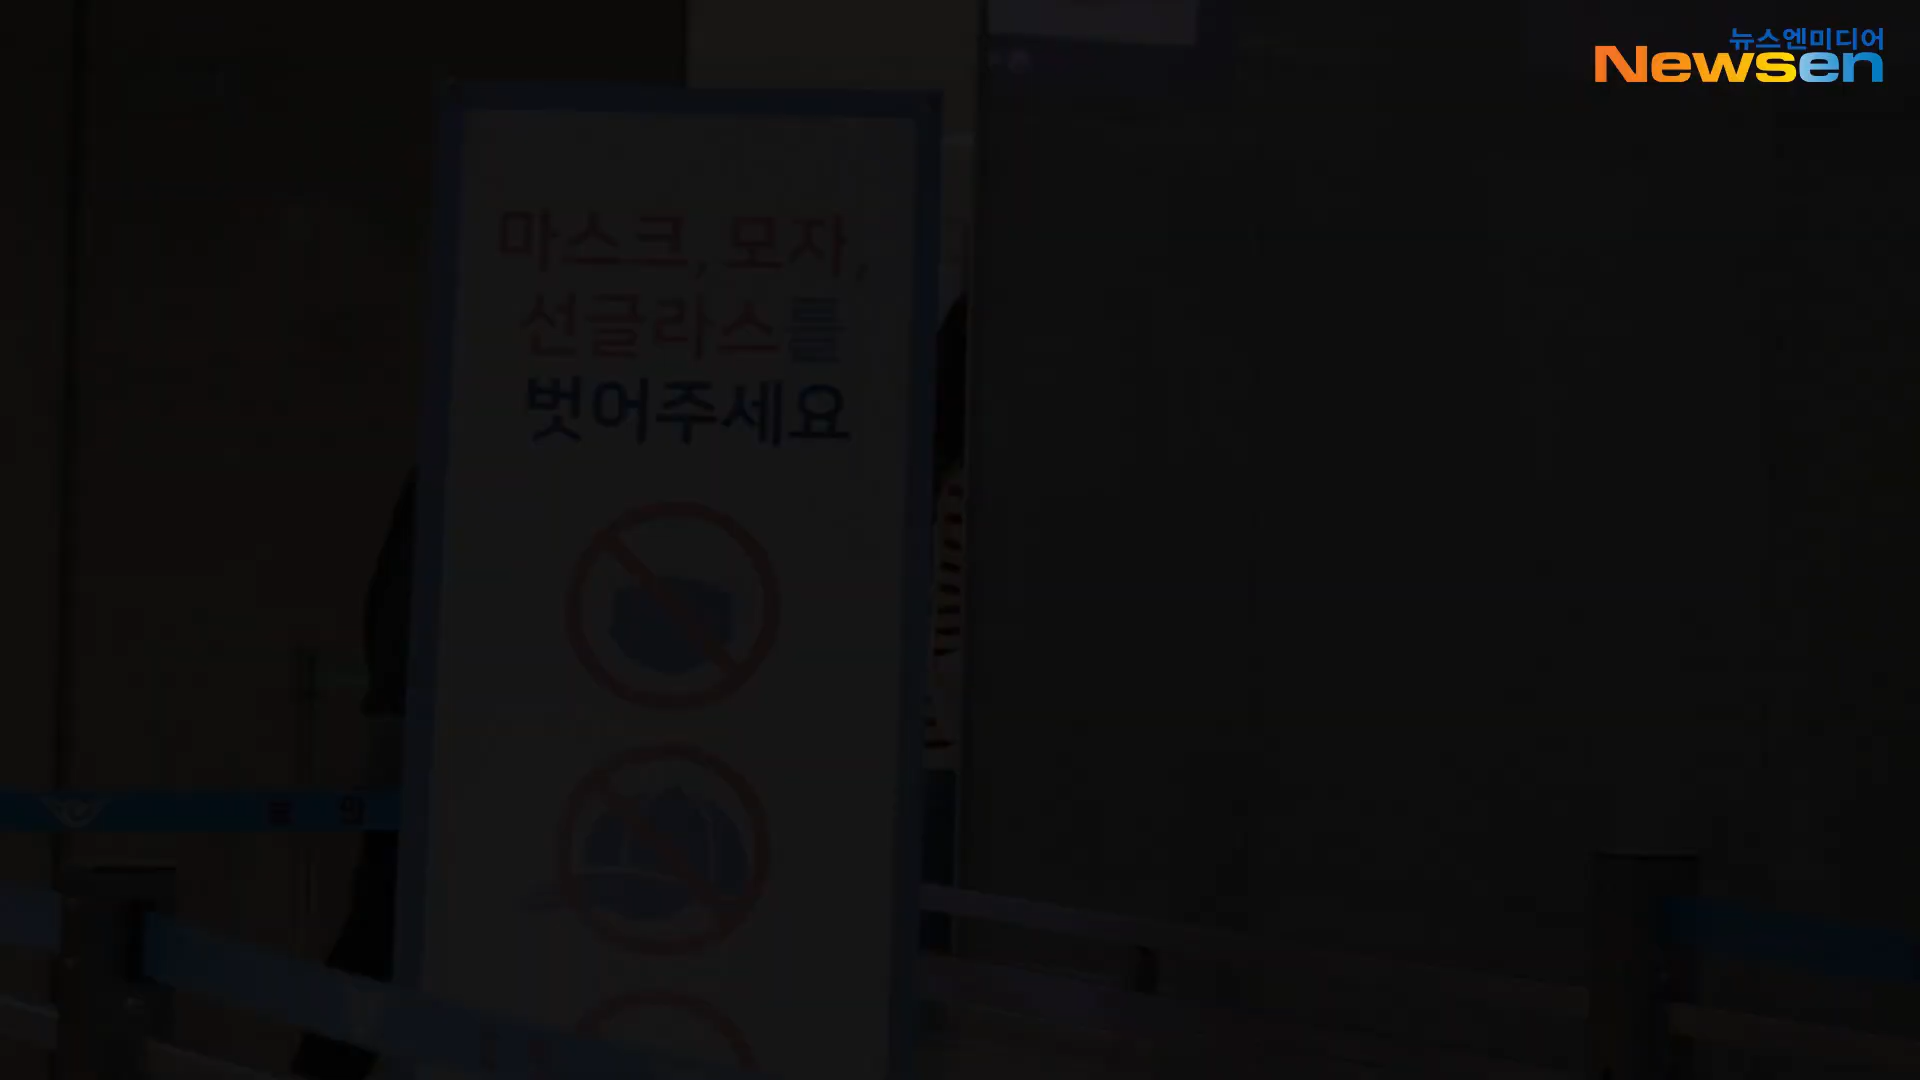 뉴스엔미디어
Newsen
마스크, 모자,
선글라스를
벗어주세요